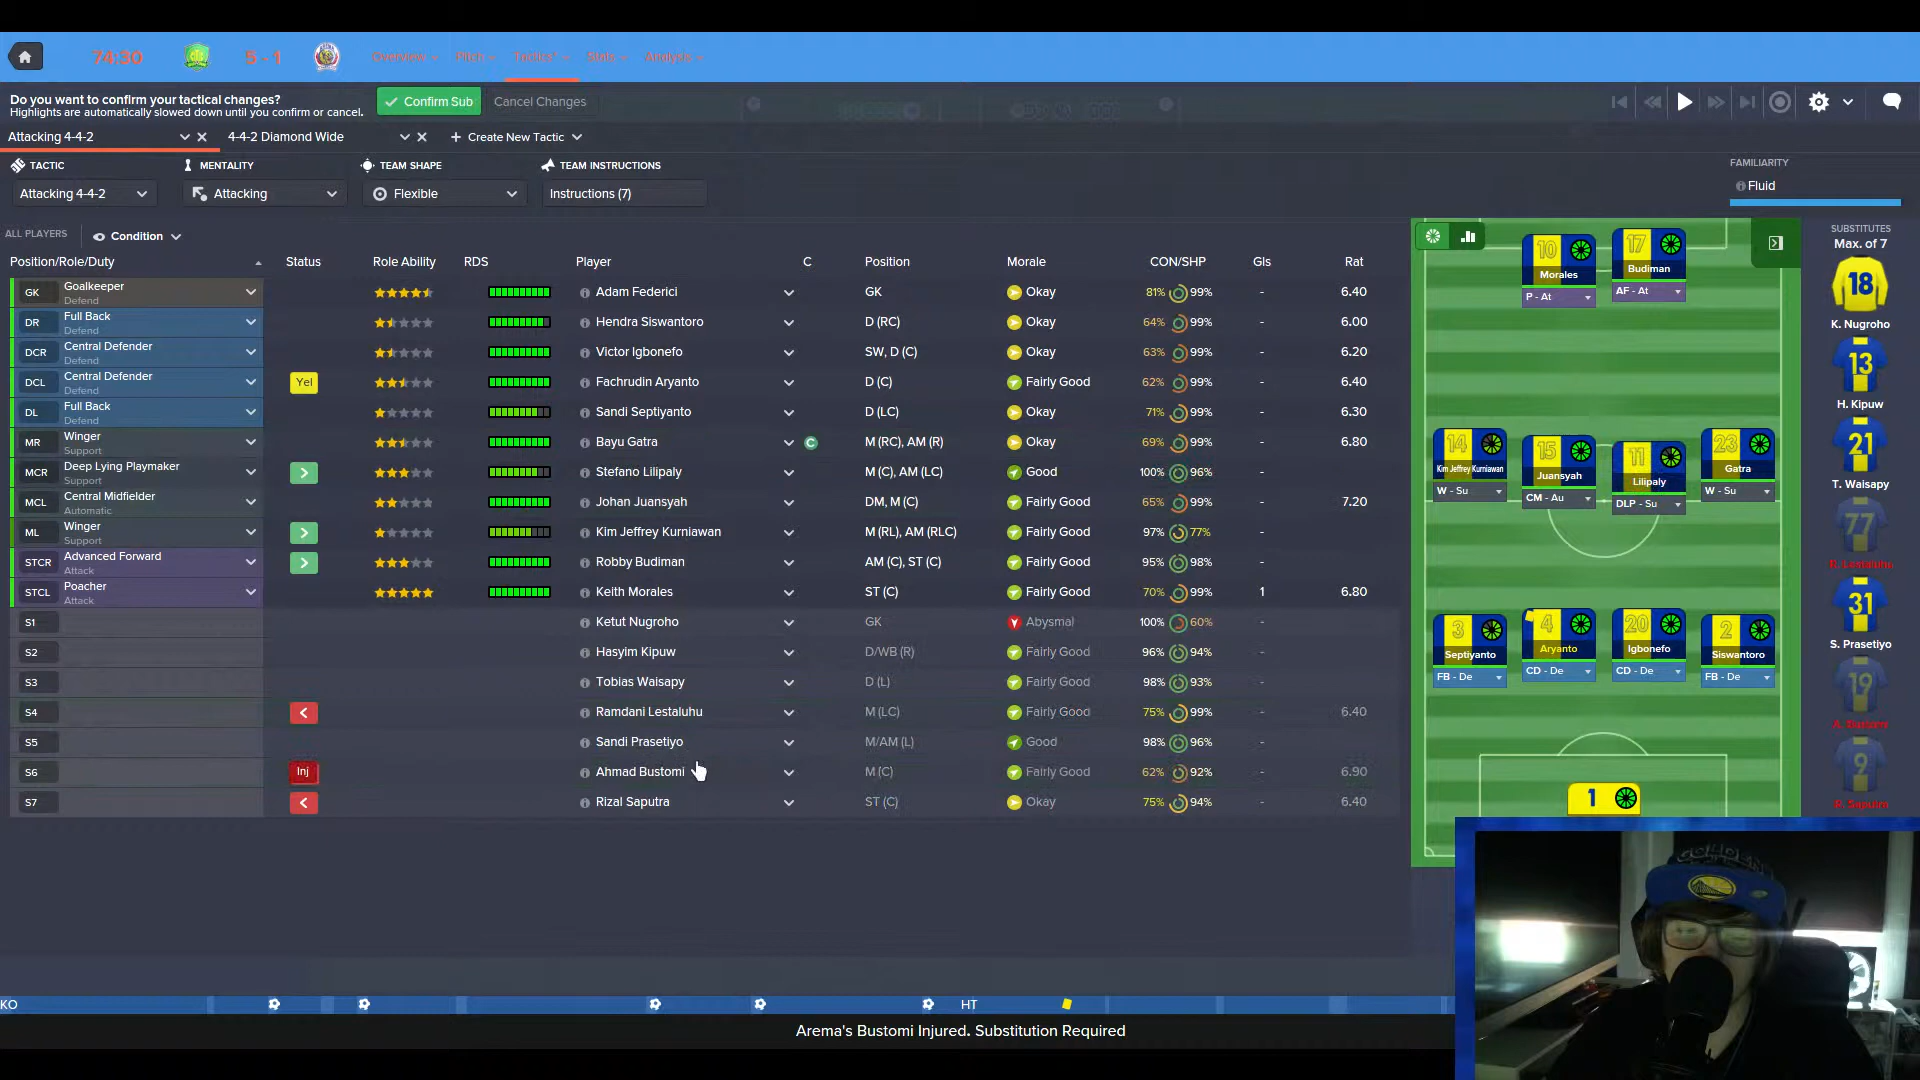 74:30 5 - 1 Overview Pitch Tactics* Stats Analysis
Do you want to confirm your tactical changes?
Highlights are automatically slowed down until you confirm or cancel.
Confirm Sub Cancel Changes
Attacking 4-4-2 4-4-2 Diamond Wide + Create New Tactic
TACTIC MENTALITY TEAM SHAPE TEAM INSTRUCTIONS FAMILIARITY
Attacking 4-4-2 Attacking Flexible Instructions (7) Fluid
ALL PLAYERS Condition
Position/Role/Duty Status Role Ability RDS Player C Position Morale CON/SHP Gls Rat
GK Goalkeeper Defend Adam Federici GK Okay 81% 99% - 6.40
DR Full Back Defend Hendra Siswantoro D (RC) Okay 64% 99% - 6.00
DCR Central Defender Defend Victor Igbonefo SW, D (C) Okay 63% 99% - 6.20
DCL Central Defender Defend Yel Fachrudin Aryanto D (C) Fairly Good 62% 99% - 6.40
DL Full Back Defend Sandi Septiyanto D (LC) Okay 71% 99% - 6.30
MR Winger Support Bayu Gatra C M (RC), AM (R) Okay 69% 99% - 6.80
MCR Deep Lying Playmaker Support Stefano Lilipaly M (C), AM (LC) Good 100% 96% -
MCL Central Midfielder Automatic Johan Juansyah DM, M (C) Fairly Good 65% 99% - 7.20
ML Winger Support Kim Jeffrey Kurniawan M (RL), AM (RLC) Fairly Good 97% 77% -
STCR Advanced Forward Attack Robby Budiman AM (C), ST (C) Fairly Good 95% 98% -
STCL Poacher Attack Keith Morales ST (C) Fairly Good 70% 99% 1 6.80
S1 Ketut Nugroho GK Abysmal 100% 60% -
S2 Hasyim Kipuw D/WB (R) Fairly Good 96% 94% -
S3 Tobias Waisapy D (L) Fairly Good 98% 93% -
S4 Ramdani Lestaluhu M (LC) Fairly Good 75% 99% - 6.40
S5 Sandi Prasetiyo M/AM (L) Good 98% 96% -
S6 Inj Ahmad Bustomi M (C) Fairly Good 62% 92% - 6.90
S7 Rizal Saputra ST (C) Okay 75% 94% - 6.40
10 17
Morales Budiman
P - At AF - At
14 15 11 23
Kim Jeffrey Kurniawan Juansyah Lilipaly Gatra
W - Su CM - Au DLP - Su W - Su
3 4 20 2
Septiyanto Aryanto Igbonefo Siswantoro
FB - De CD - De CD - De FB - De
1
SUBSTITUTES
Max. of 7
18
K. Nugroho
13
H. Kipuw
21
T. Waisapy
77
R. Lestaluhu
31
S. Prasetiyo
19
A. Bustomi
9
R. Saputra
KO HT
Arema's Bustomi Injured. Substitution Required
GOLDEN